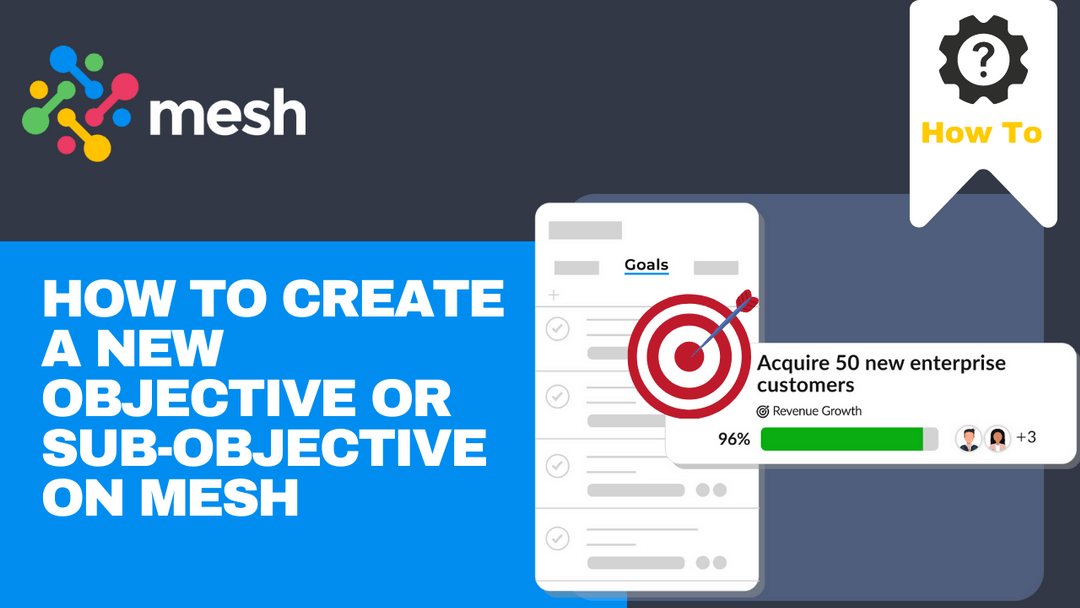 mesh
?
How To
HOW TO CREATE
A NEW
OBJECTIVE OR
SUB-OBJECTIVE
ON MESH
Goals
Acquire 50 new enterprise
customers
Revenue Growth
96%
+3